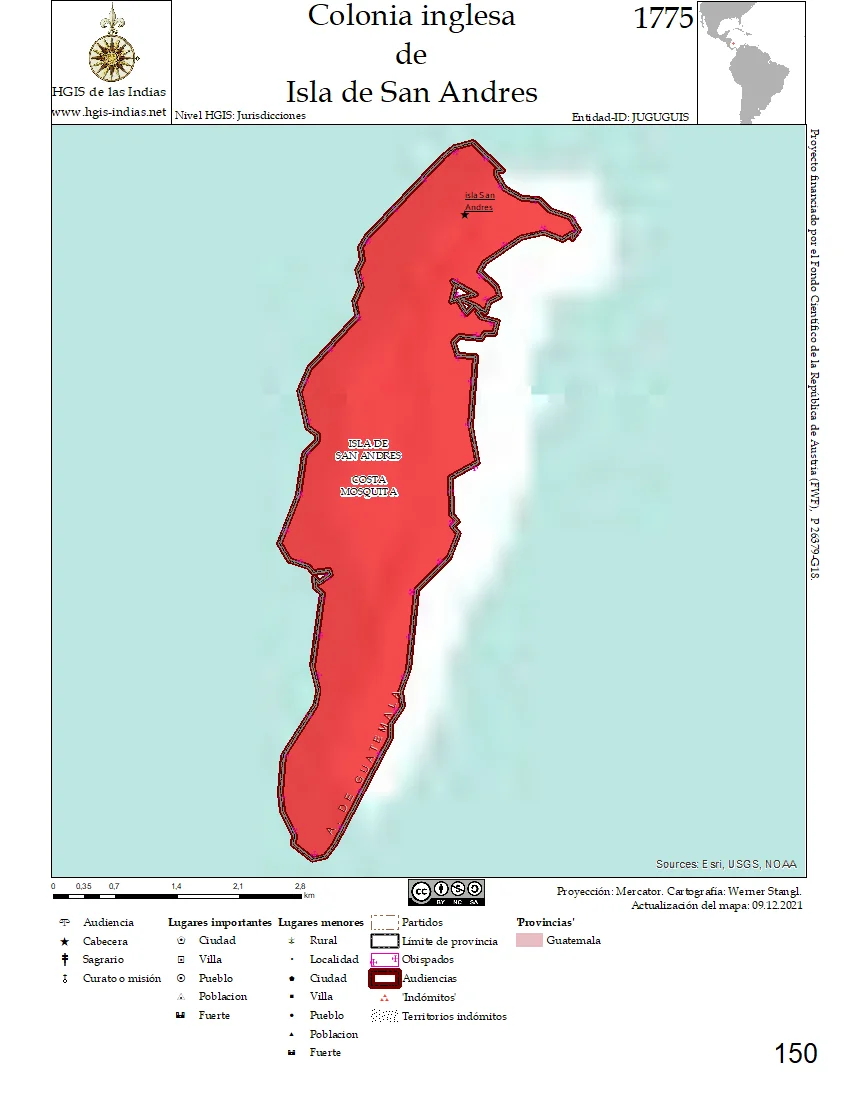 Colonia inglesa
de
Isla de San Andres
1775
HGIS de las Indias
www.hgis-indias.net
Nivel HGIS: Jurisdicciones
Entidad-ID: JUGUGUIS
Proyecto financiado por el Fondo Científico de la República de Austria (FWF), P 26379-G18.
isla San
Andres
ISLA DE
SAN ANDRES
COSTA
MOSQUITA
A. DE GUATEMALA
Sources: Esri, USGS, NOAA
0 0,35 0,7 1,4 2,1 2,8
km
cc
BY NC SA
Proyección: Mercator. Cartografía: Werner Stangl.
Actualización del mapa: 09.12.2021
Audiencia
Cabecera
Sagrario
Curato o misión
Lugares importantes
Ciudad
Villa
Pueblo
Poblacion
Fuerte
Lugares menores
Rural
Localidad
Ciudad
Villa
Pueblo
Poblacion
Fuerte
Partidos
Límite de provincia
Obispados
Audiencias
'Indómitos'
Territorios indómitos
'Provincias'
Guatemala
150